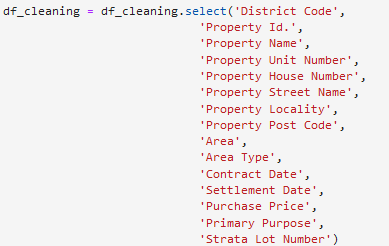 df_cleaning = df_cleaning.select('District Code',
'Property Id.',
'Property Name',
'Property Unit Number',
'Property House Number',
'Property Street Name',
'Property Locality',
'Property Post Code',
'Area',
'Area Type',
'Contract Date',
'Settlement Date',
'Purchase Price',
'Primary Purpose',
'Strata Lot Number')